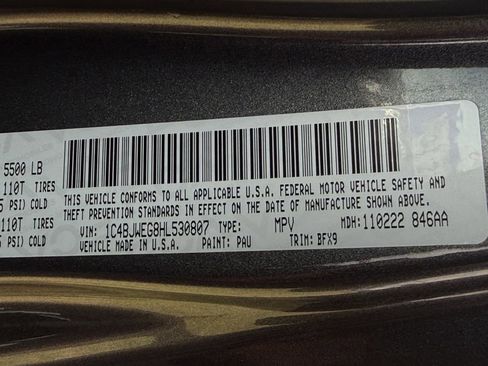 5500 LB
110T TIRES
5 PSI) COLD
110T TIRES
5 PSI) COLD
THIS VEHICLE CONFORMS TO ALL APPLICABLE U.S.A. FEDERAL MOTOR VEHICLE SAFETY AND
THEFT PREVENTION STANDARDS IN EFFECT ON THE DATE OF MANUFACTURE SHOWN ABOVE.
VIN: 1C4BJWEG8HL530807 TYPE: MPV MDH: 110222 846AA
VEHICLE MADE IN U.S.A. PAINT: PAU TRIM: BFX9